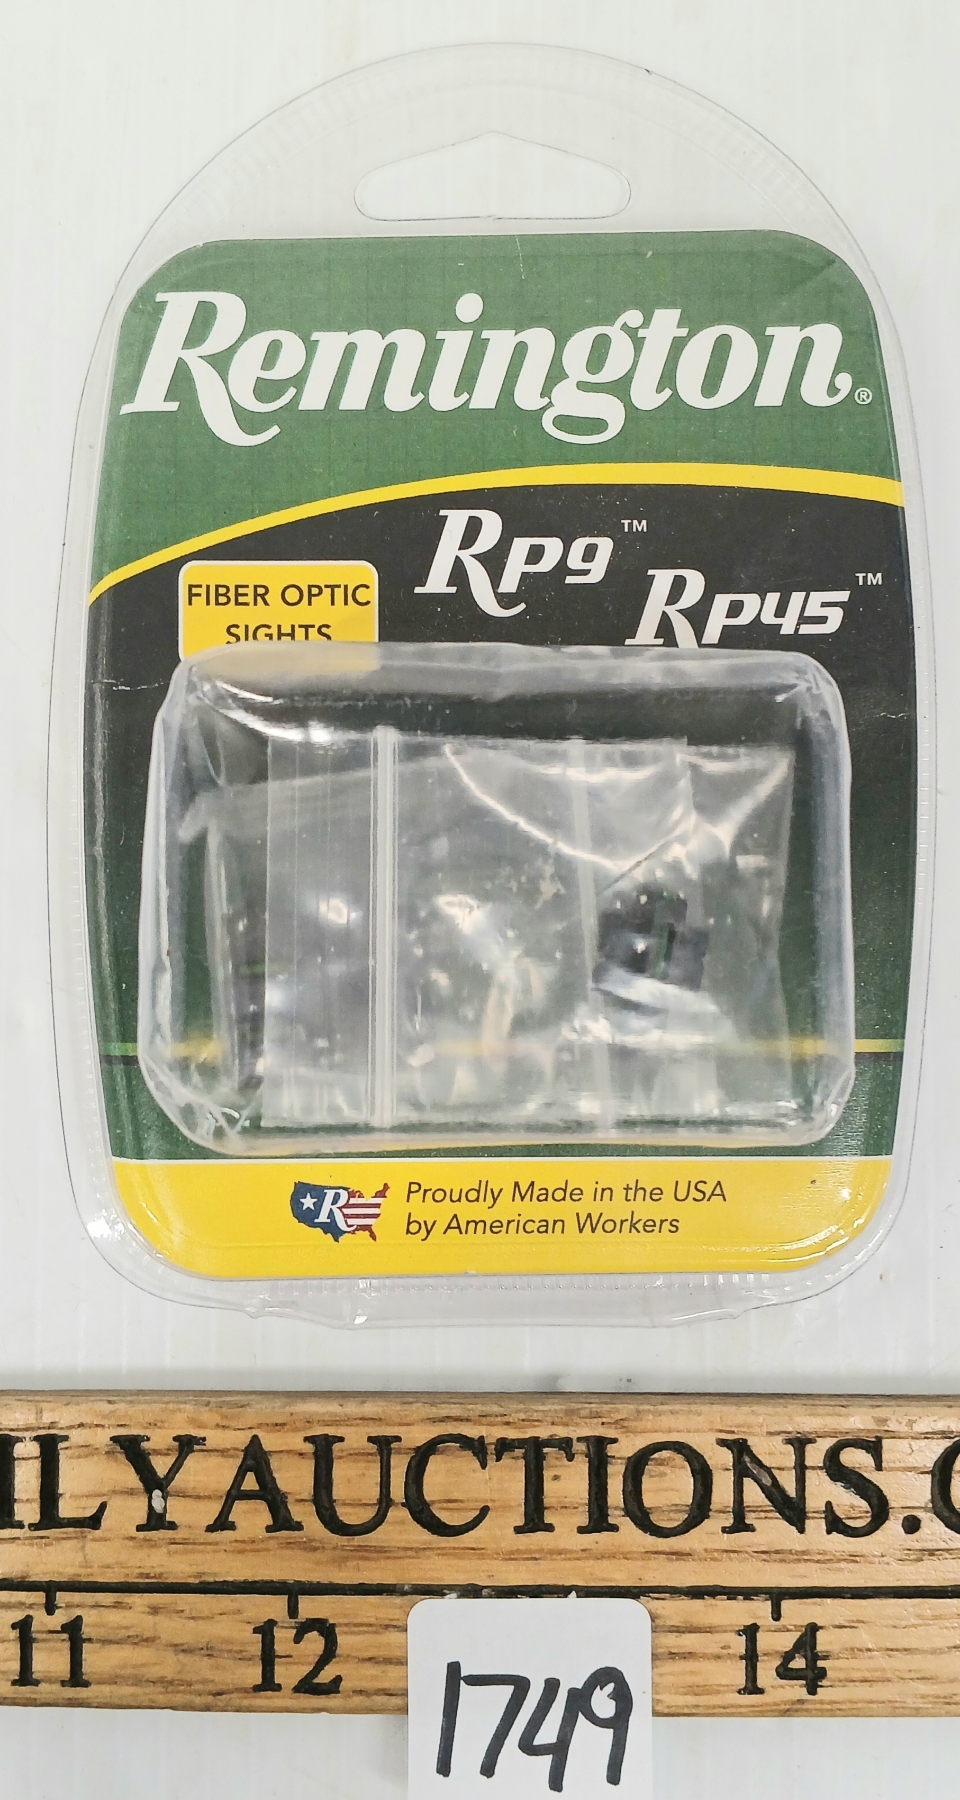 Remington®
RP9™
RP45™
FIBER OPTIC
SIGHTS
R
Proudly Made in the USA
by American Workers
ILYAUCTIONS.C
11 12 14
1749